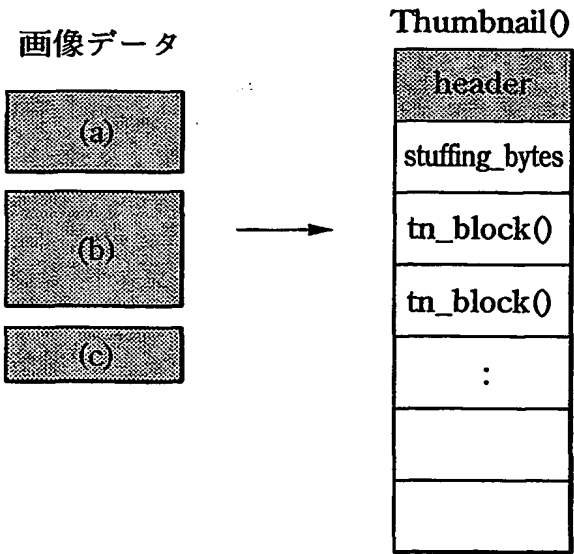 画像データ
(a)
(b)
(c)
Thumbnail()
header
stuffing_bytes
tn_block()
tn_block()
: